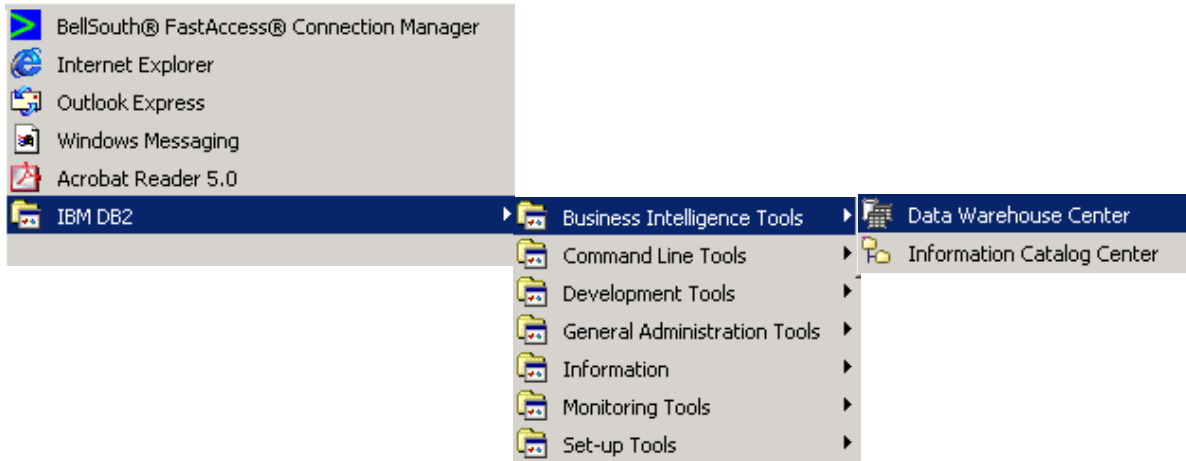 BellSouth® FastAccess® Connection Manager
Internet Explorer
Outlook Express
Windows Messaging
Acrobat Reader 5.0
IBM DB2
Business Intelligence Tools
Command Line Tools
Development Tools
General Administration Tools
Information
Monitoring Tools
Set-up Tools
Data Warehouse Center
Information Catalog Center